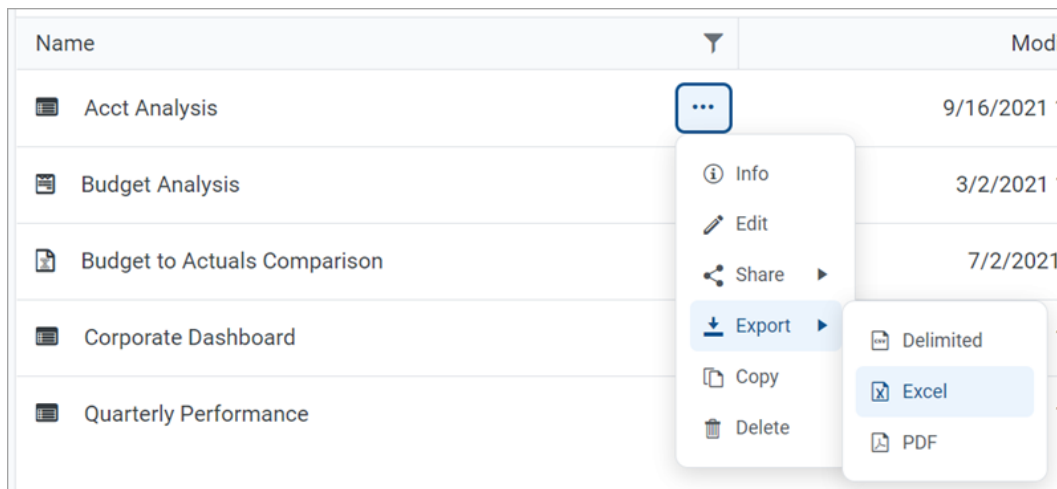 Name Mod
Acct Analysis ... 9/16/2021
Info
Budget Analysis 3/2/2021
Edit
Budget to Actuals Comparison 7/2/2021
Share
Export
Corporate Dashboard Delimited
Copy
Excel
Quarterly Performance Delete
PDF